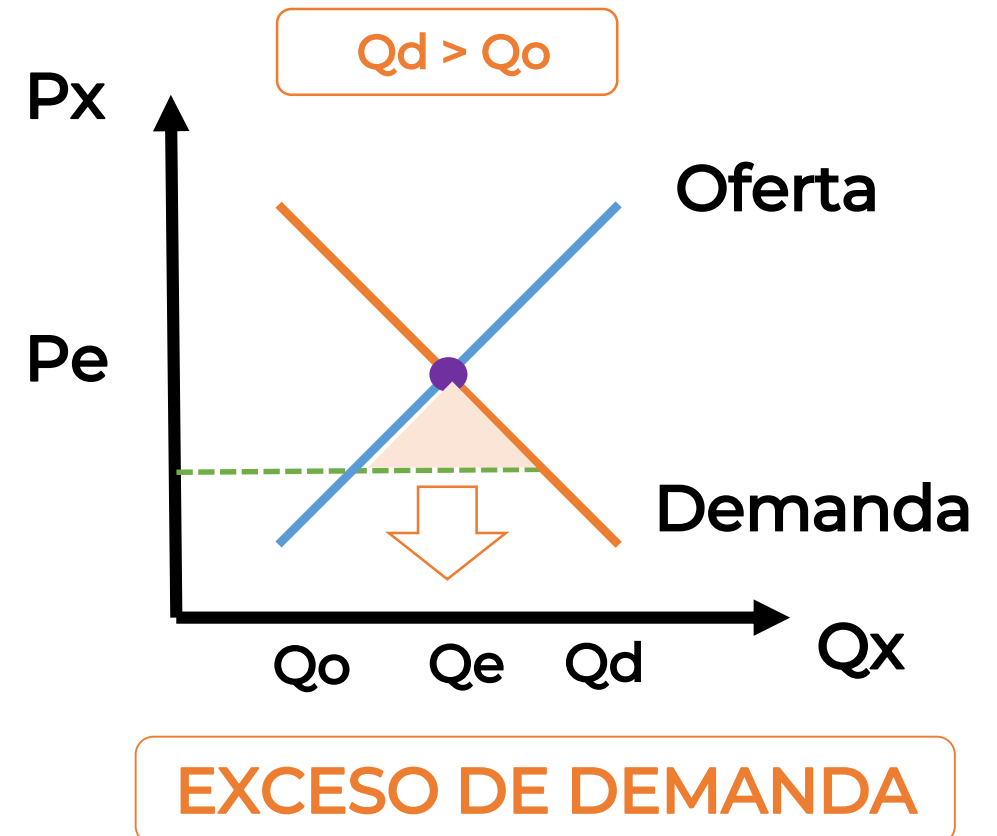 Qd > Qo
Px
Oferta
Pe
Demanda
Qo Qe Qd
Qx
EXCESO DE DEMANDA